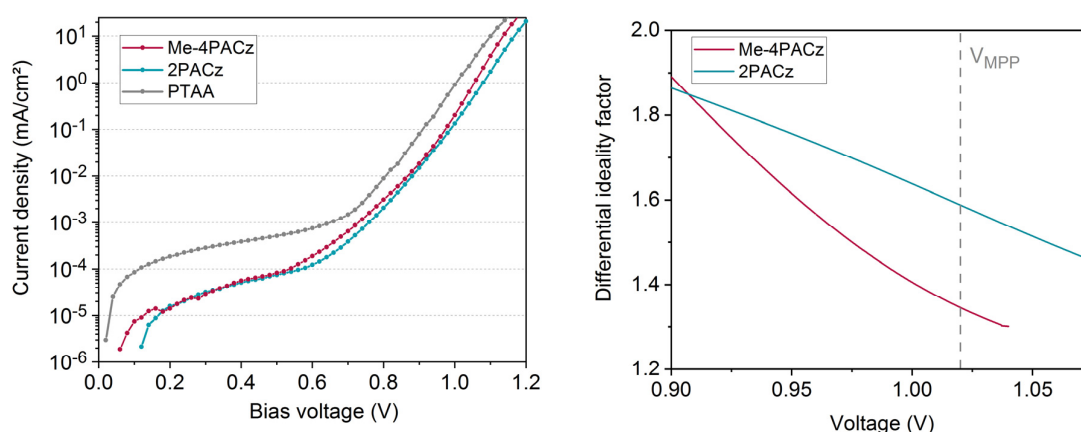 Current density (mA/cm²)
10¹
10⁰
10⁻¹
10⁻²
10⁻³
10⁻⁴
10⁻⁵
10⁻⁶
Me-4PACz
2PACz
PTAA
0.0 0.2 0.4 0.6 0.8 1.0 1.2
Bias voltage (V)
Differential ideality factor
2.0
1.8
1.6
1.4
1.2
Me-4PACz
2PACz
V_MPP
0.90 0.95 1.00 1.05
Voltage (V)